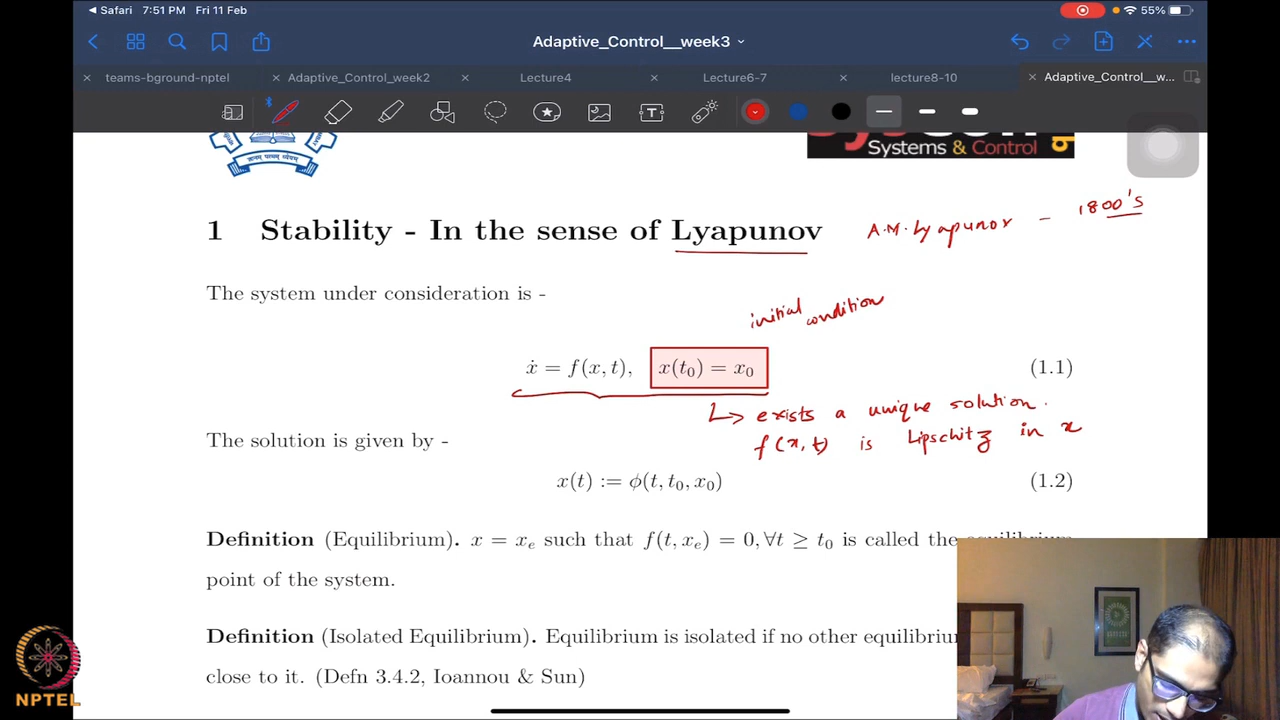 Safari 7:51 PM Fri 11 Feb 55%
Adaptive_Control__week3
teams-bground-nptel Adaptive_Control_week2 Lecture4 Lecture6-7 lecture8-10 Adaptive_Control__w...
Systems & Control
1 Stability - In the sense of Lyapunov A.M. Lyapunov - 1800's
The system under consideration is -
initial condition
ẋ = f(x, t), x(t₀) = x₀ (1.1)
↳ exists a unique solution.
f(x, t) is Lipschitz in x
The solution is given by -
x(t) := ϕ(t, t₀, x₀) (1.2)
Definition (Equilibrium). x = xₑ such that f(t, xₑ) = 0, ∀t ≥ t₀ is called the equilibrium
point of the system.
Definition (Isolated Equilibrium). Equilibrium is isolated if no other
close to it. (Defn 3.4.2, Ioannou & Sun)
NPTEL